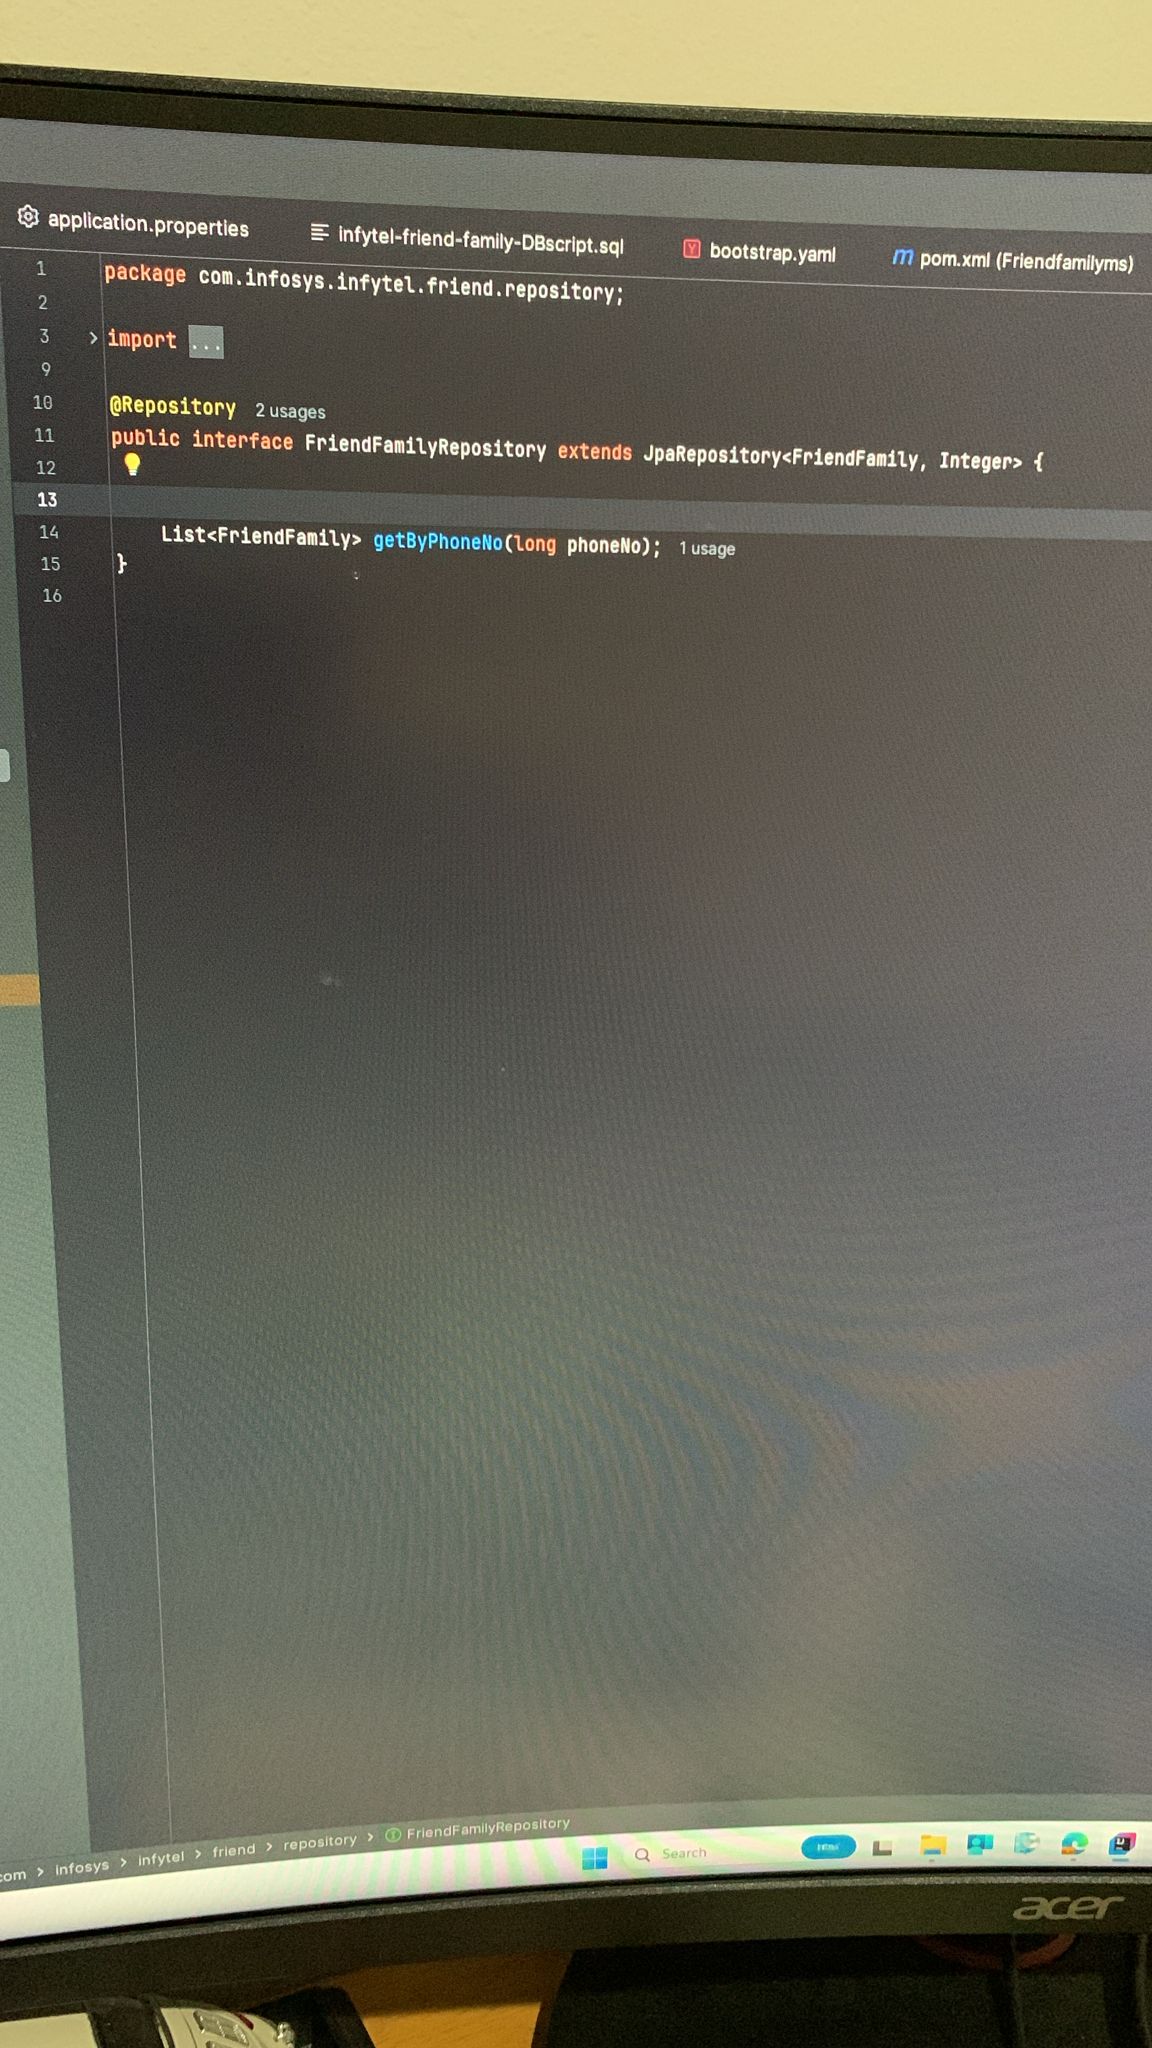 application.properties infytel-friend-family-DBscript.sql bootstrap.yaml pom.xml (Friendfamilyms)
1 package com.infosys.infytel.friend.repository;
2
3 import ...
9
10 @Repository 2 usages
11 public interface FriendFamilyRepository extends JpaRepository<FriendFamily, Integer> {
12
13
14 List<FriendFamily> getByPhoneNo(long phoneNo); 1 usage
15 }
16
com > infosys > infytel > friend > repository > FriendFamilyRepository
Search
acer